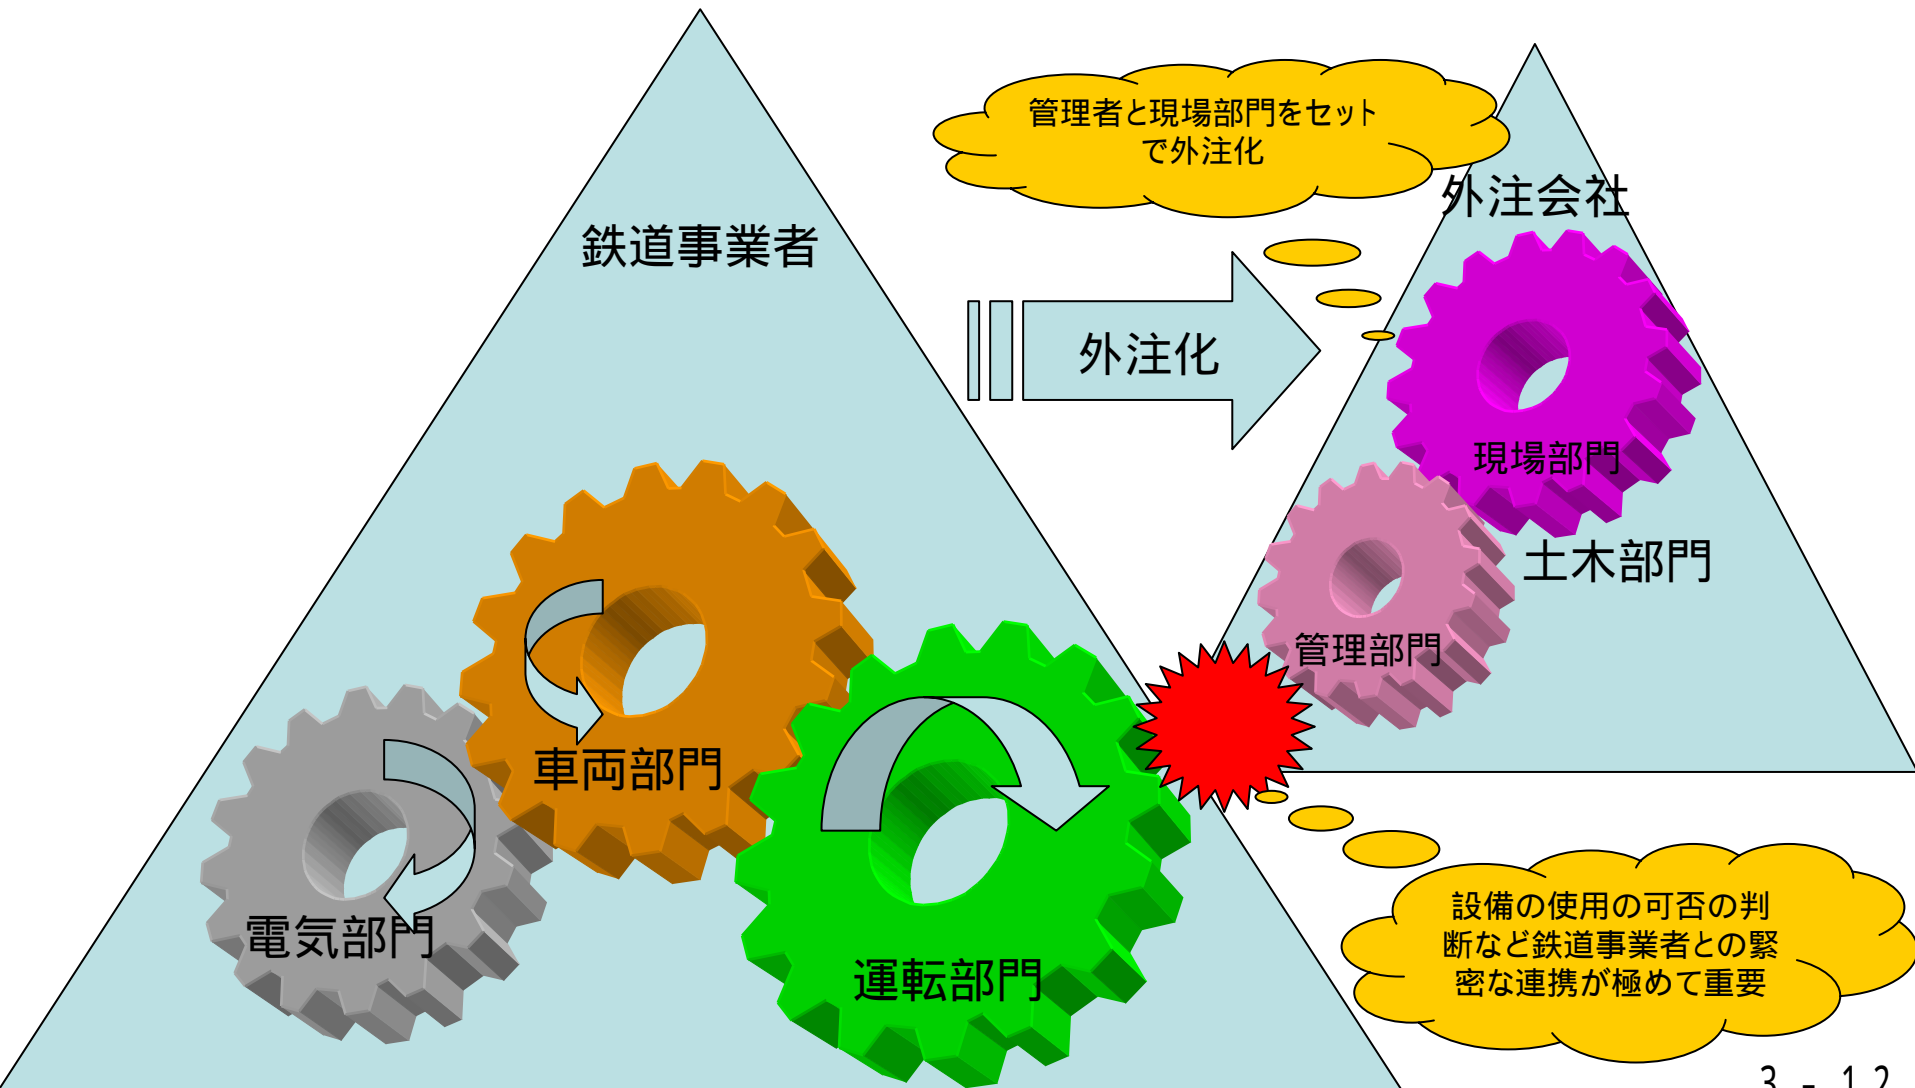 管理者と現場部門をセット
で外注化
外注会社
鉄道事業者
外注化
現場部門
土木部門
管理部門
車両部門
電気部門
運転部門
設備の使用の可否の判
断など鉄道事業者との緊
密な連携が極めて重要
3 - 12